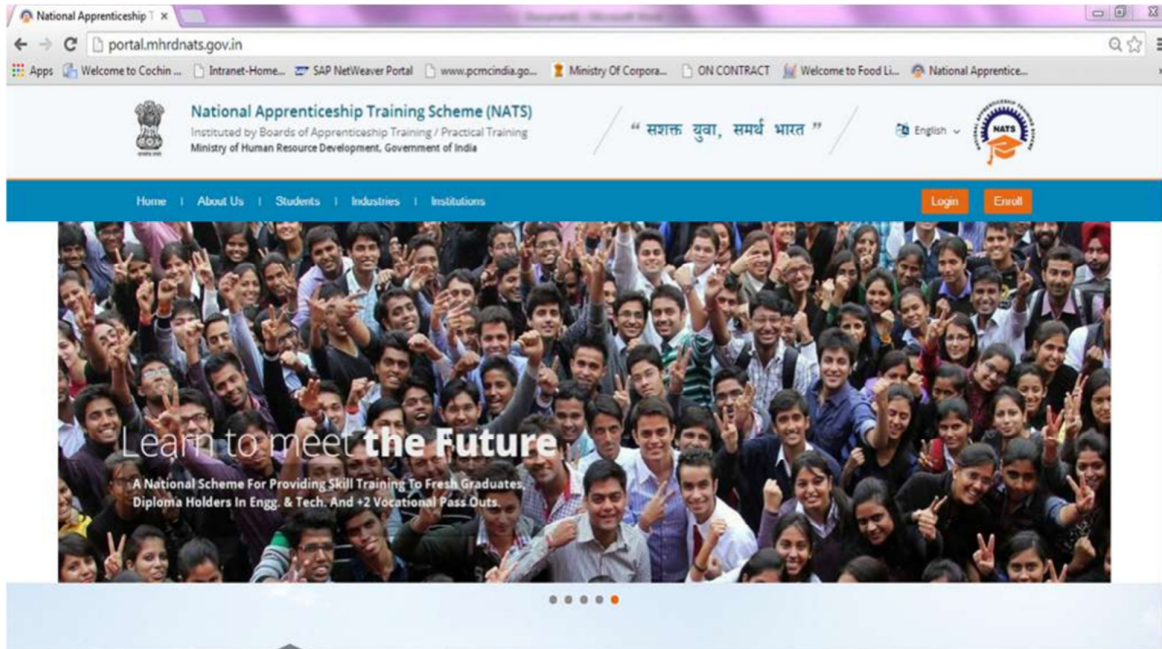 National Apprenticeship T
portal.mhrdnats.gov.in
Apps Welcome to Cochin ... Intranet-Home... SAP NetWeaver Portal www.pcmcindia.go... Ministry Of Corpora... ON CONTRACT Welcome to Food Li... National Apprentice...
National Apprenticeship Training Scheme (NATS)
Instituted by Boards of Apprenticeship Training / Practical Training
Ministry of Human Resource Development, Government of India
“ सशक्त युवा, समर्थ भारत ”
English
NATS
Home | About Us | Students | Industries | Institutions
Login Enroll
Learn to meet the Future
A National Scheme For Providing Skill Training To Fresh Graduates,
Diploma Holders In Engg. & Tech. And +2 Vocational Pass Outs.